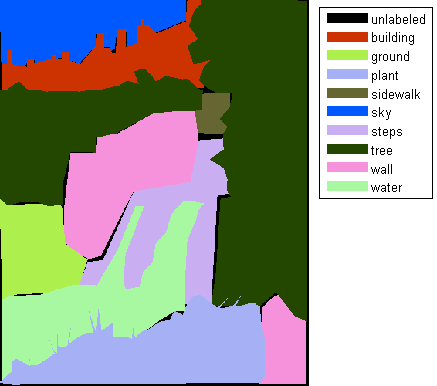 unlabeled
building
ground
plant
sidewalk
sky
steps
tree
wall
water